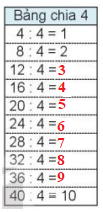 Bảng chia 4
4 : 4 = 1
8 : 4 = 2
12 : 4 = 3
16 : 4 = 4
20 : 4 = 5
24 : 4 = 6
28 : 4 = 7
32 : 4 = 8
36 : 4 = 9
40 : 4 = 10